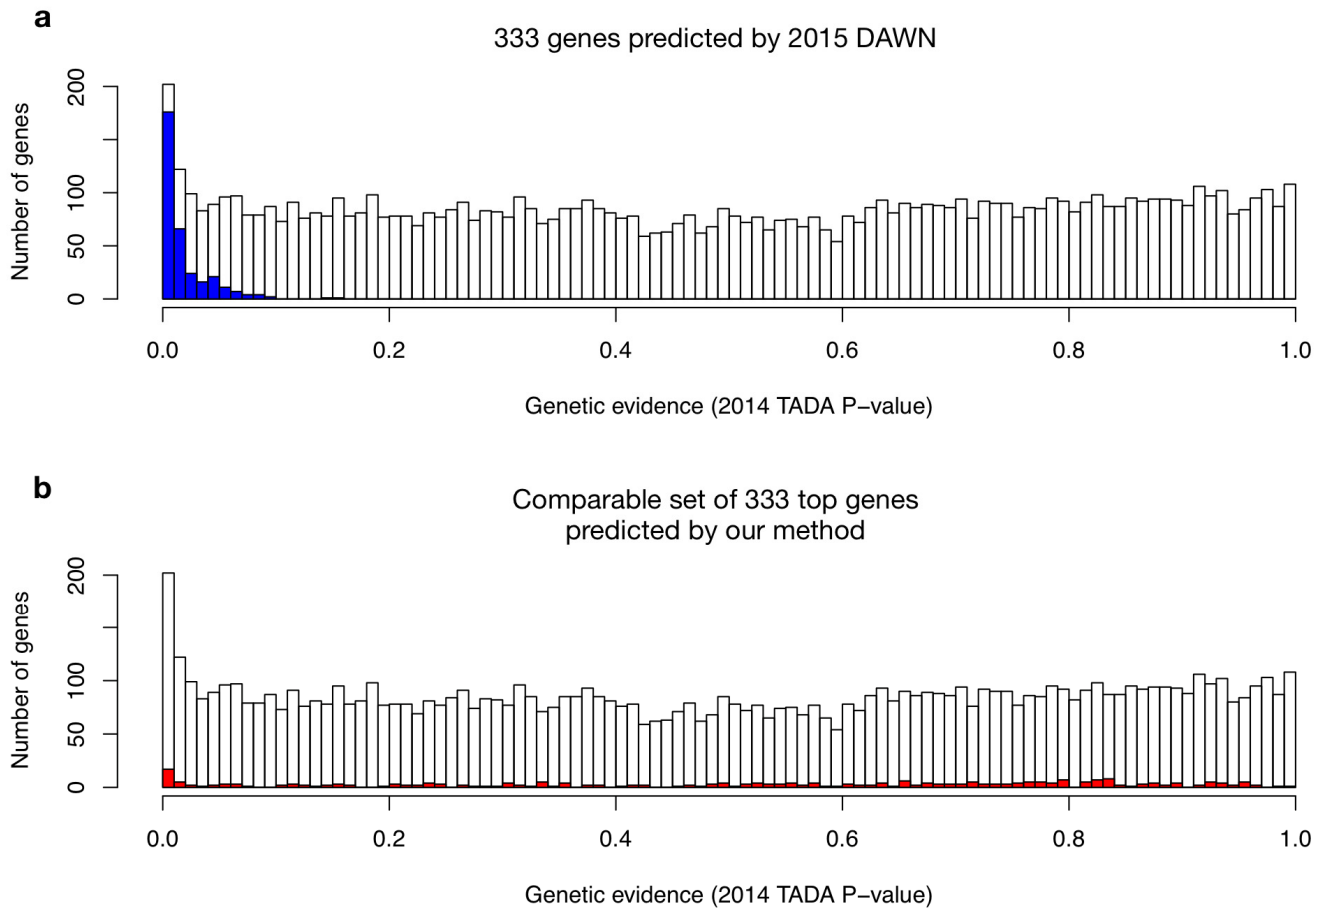 a
333 genes predicted by 2015 DAWN
Number of genes
200
100
50
0
0.0 0.2 0.4 0.6 0.8 1.0
Genetic evidence (2014 TADA P−value)
b
Comparable set of 333 top genes
predicted by our method
Number of genes
200
100
50
0
0.0 0.2 0.4 0.6 0.8 1.0
Genetic evidence (2014 TADA P−value)